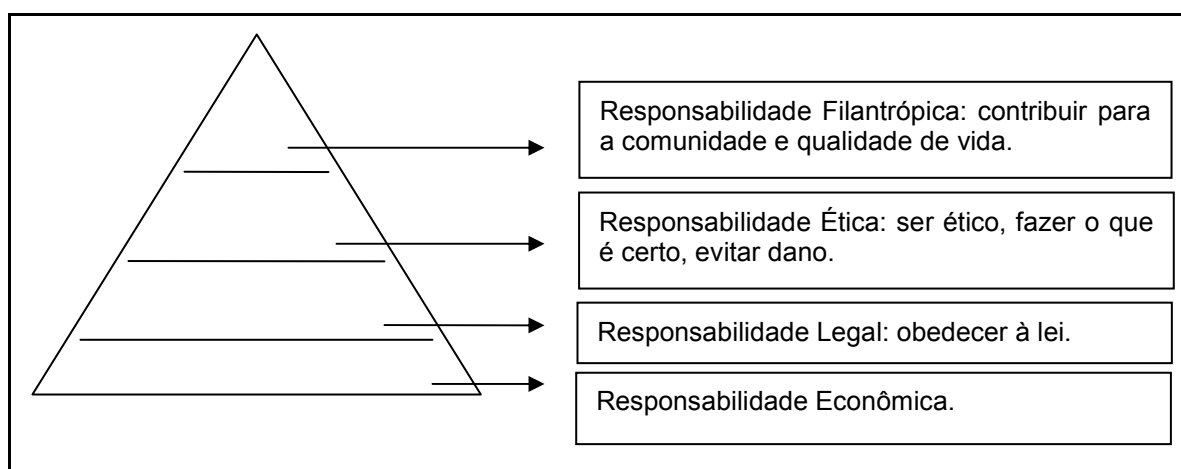 Responsabilidade Filantrópica: contribuir para
a comunidade e qualidade de vida.
Responsabilidade Ética: ser ético, fazer o que
é certo, evitar dano.
Responsabilidade Legal: obedecer à lei.
Responsabilidade Econômica.